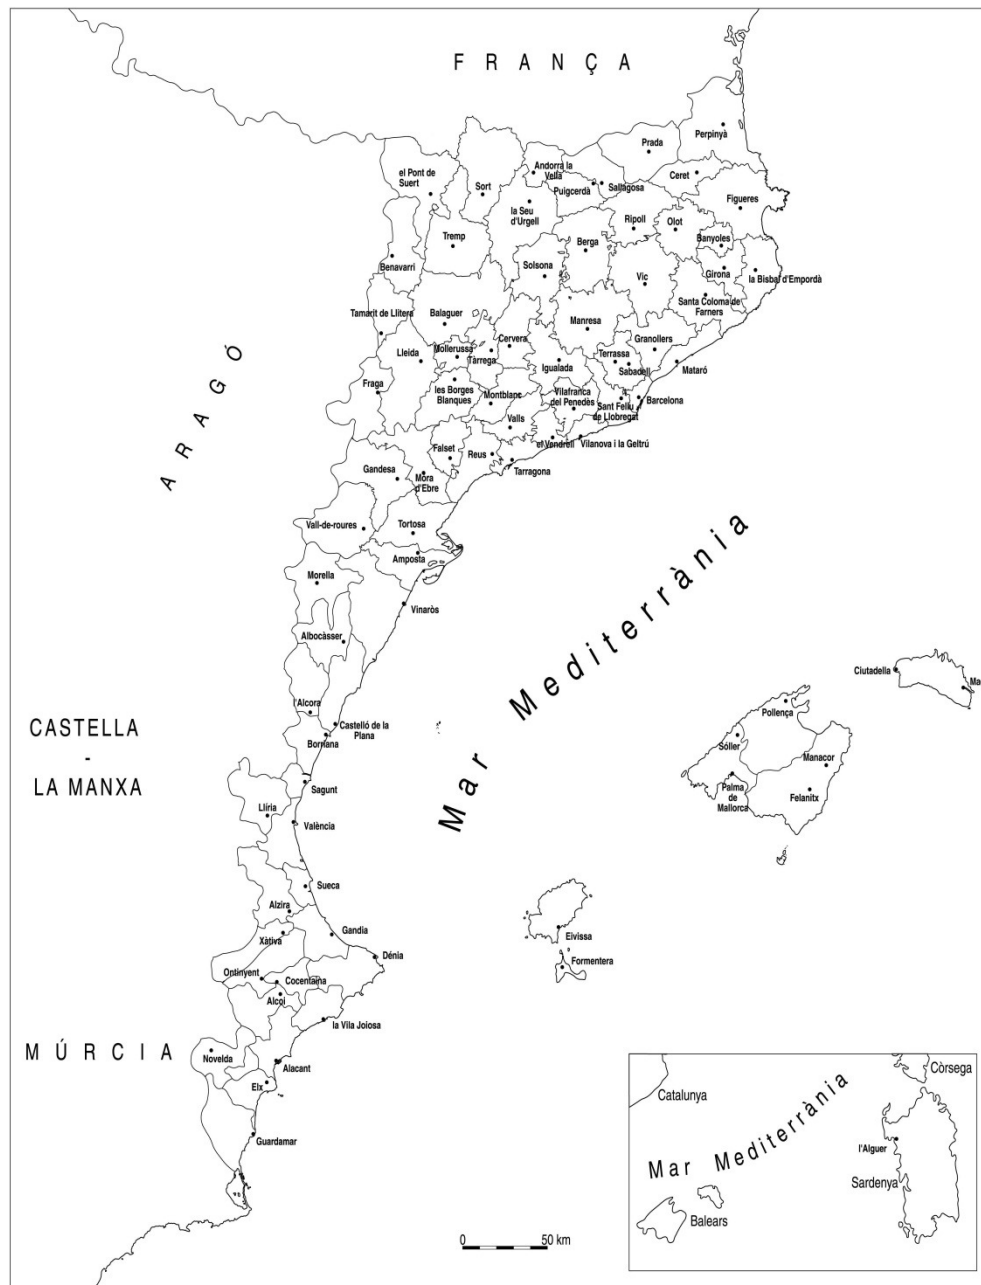 FRANÇA
Perpinyà
Prada
Andorra la
Vella
el Pont de
Suert
Sort
Puigcerdà
Sallagosa
Ceret
Figueres
la Seu
d'Urgell
Ripoll
Olot
Tremp
Berga
Banyoles
Benavarri
Solsona
Vic
Girona
la Bisbal d'Empordà
Santa Coloma de
Farners
Tamarit de Llitera
Balaguer
Manresa
Cervera
Granollers
Lleida
Mollerussa
Tàrrega
Igualada
Terrassa
Sabadell
Mataró
ARAGÓ
Fraga
les Borges
Blanques
Montblanc
Vilafranca
del Penedès
Sant Feliu
de Llobregat
Barcelona
Valls
el Vendrell
Vilanova i la Geltrú
Falset
Reus
Tarragona
Gandesa
Móra
d'Ebre
Vall-de-roures
Tortosa
Amposta
Morella
Vinaròs
Mar Mediterrània
Albocàsser
Ciutadella
Ma
l'Alcora
Pollença
CASTELLA
-
LA MANXA
Castelló de la
Plana
Borriana
Sóller
Manacor
Sagunt
Palma
de
Mallorca
Felanitx
Llíria
València
Sueca
Alzira
Xàtiva
Gandia
Eivissa
Dénia
Formentera
Ontinyent
Cocentaina
Alcoi
la Vila Joiosa
MÚRCIA
Novelda
Alacant
Elx
Guardamar
Còrsega
Catalunya
Mar Mediterrània
l'Alguer
Sardenya
Balears
0 50 km